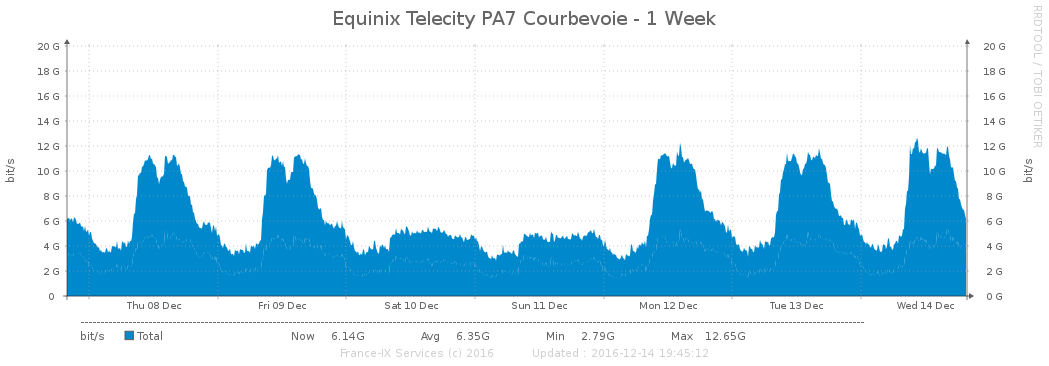 Equinix Telecity PA7 Courbevoie - 1 Week
RRDTOOL / TOBI OETIKER
bit/s
20 G 20 G
18 G 18 G
16 G 16 G
14 G 14 G
12 G 12 G
10 G 10 G
8 G 8 G
6 G 6 G
4 G 4 G
2 G 2 G
0 0 G
bit/s
Thu 08 Dec Fri 09 Dec Sat 10 Dec Sun 11 Dec Mon 12 Dec Tue 13 Dec Wed 14 Dec
bit/s Total Now 6.14G Avg 6.35G Min 2.79G Max 12.65G
France-IX Services (c) 2016 Updated : 2016-12-14 19:45:12